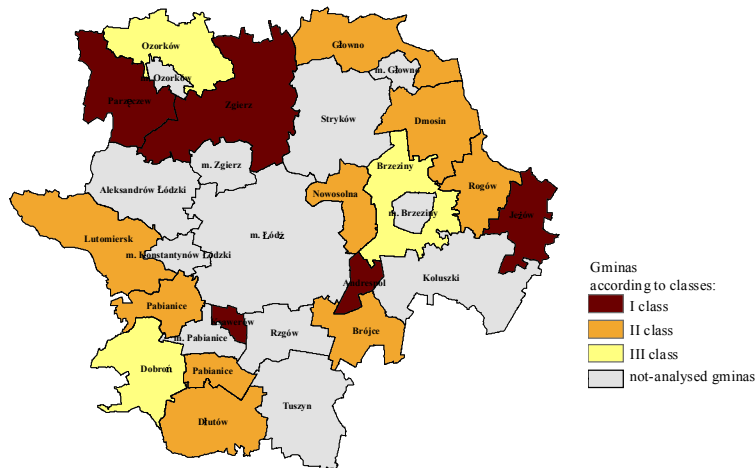 Ozorków
Głowno
m. Głowno
m. Ozorków
Parzęczew
Zgierz
Stryków
Dmosin
m. Zgierz
Brzeziny
Aleksandrów Łódzki
Nowosolna
Rogów
m. Brzeziny
Jeżów
m. Łódź
Lutomiersk
m. Konstantynów Łódzki
Andrespol
Koluszki
Pabianice
Ksawerów
m. Pabianice
Rzgów
Brójce
Dobroń
Pabianice
Tuszyn
Dłutów
Gminas
according to classes:
I class
II class
III class
not-analysed gminas